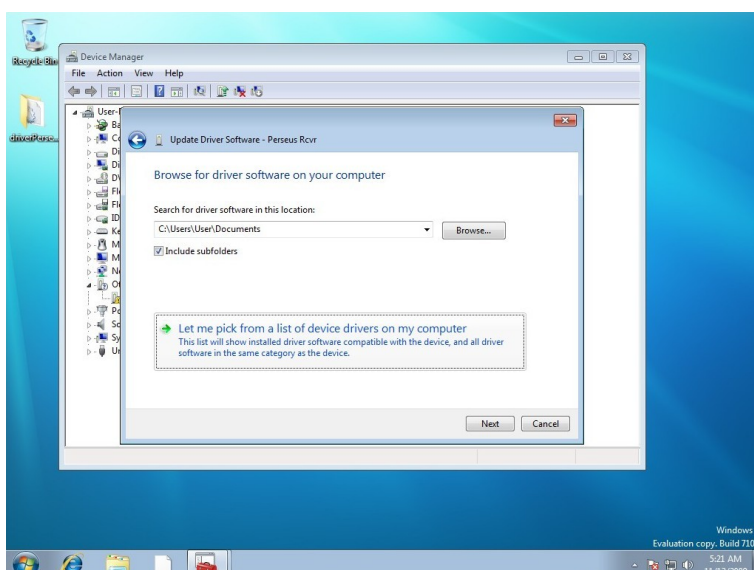 Recycle Bin
Device Manager
File Action View Help
User-
driverPerse...
Update Driver Software - Perseus Rcvr
Browse for driver software on your computer
Search for driver software in this location:
C:\Users\User\Documents
Browse...
Include subfolders
Let me pick from a list of device drivers on my computer
This list will show installed driver software compatible with the device, and all driver
software in the same category as the device.
Next Cancel
Windows
Evaluation copy. Build 710
5:21 AM